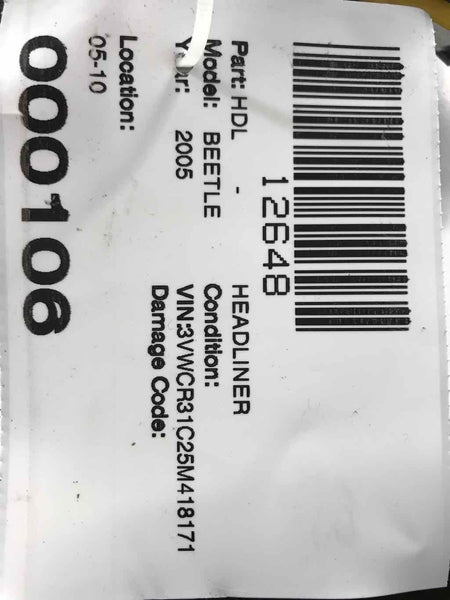 12648
Part: HDL - HEADLINER
Model: BEETLE Condition:
Year: 2005 VIN:3VWCR31C25M418171
Damage Code:
Location:
05-10
000106